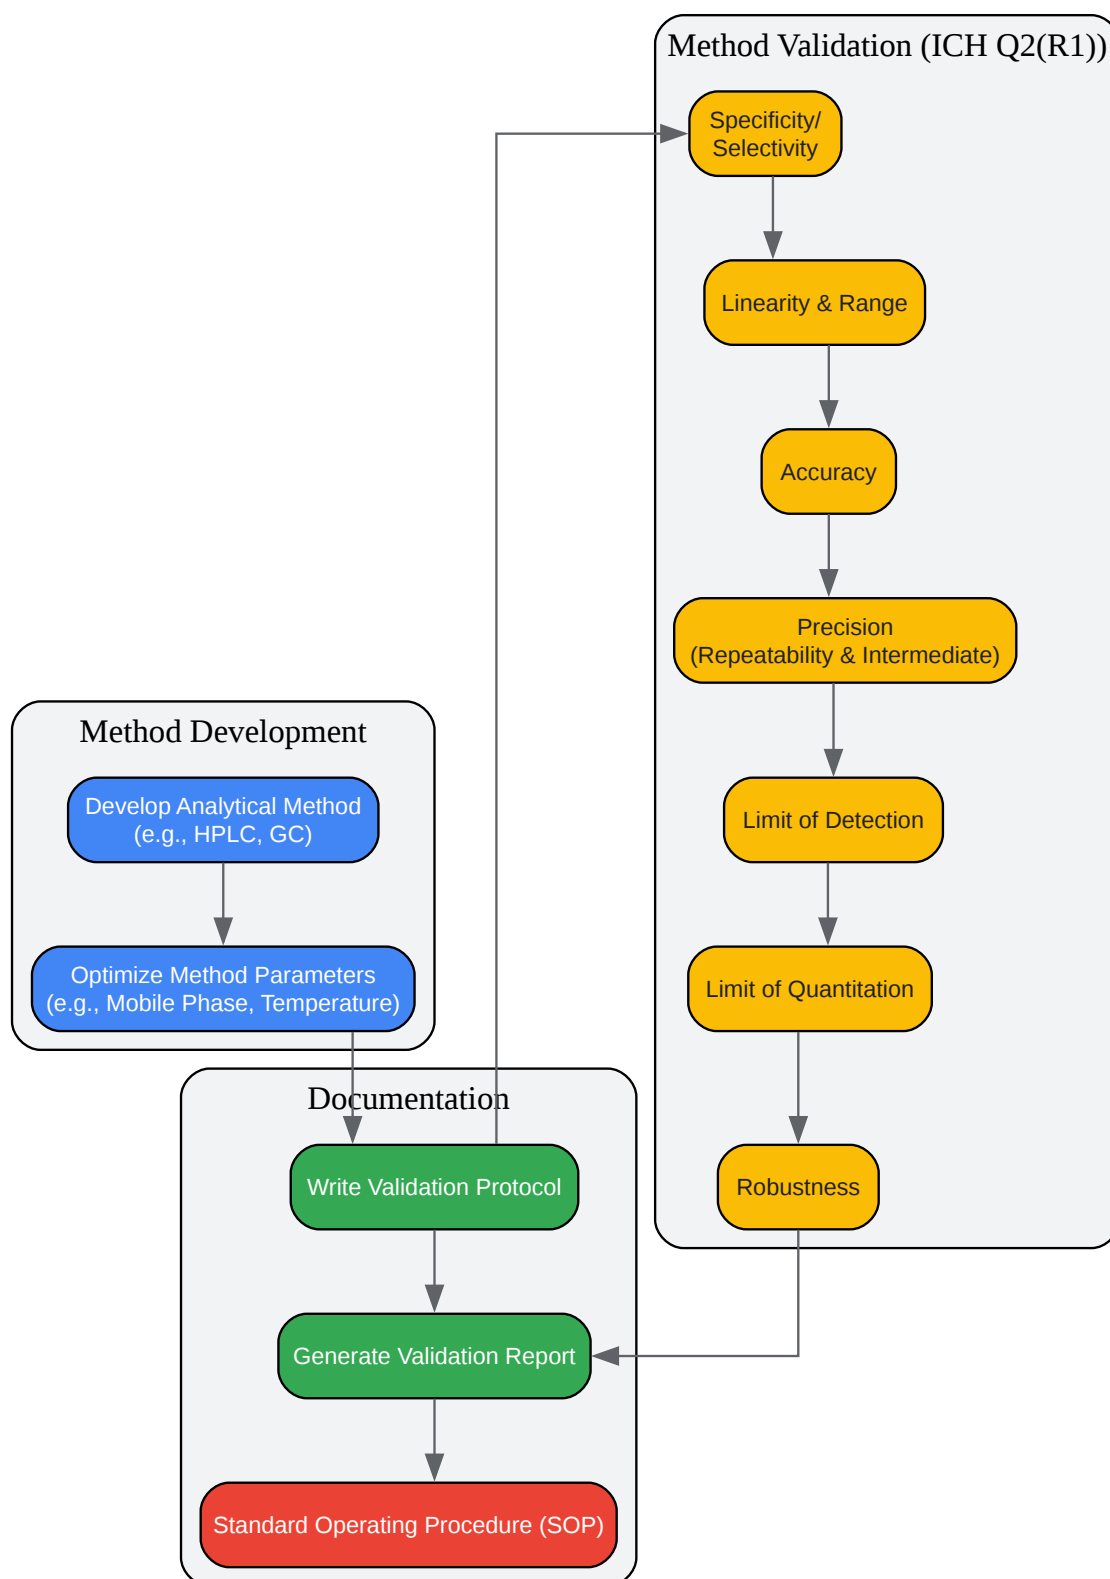 Method Validation (ICH Q2(R1))
Specificity/
Selectivity
Linearity & Range
Accuracy
Precision
(Repeatability & Intermediate)
Limit of Detection
Limit of Quantitation
Robustness
Method Development
Develop Analytical Method
(e.g., HPLC, GC)
Optimize Method Parameters
(e.g., Mobile Phase, Temperature)
Documentation
Write Validation Protocol
Generate Validation Report
Standard Operating Procedure (SOP)